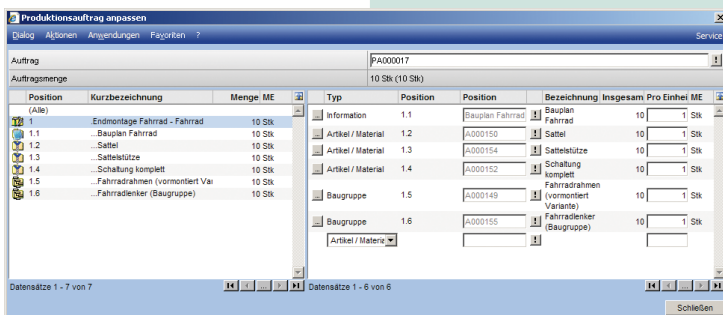 Produktionsauftrag anpassen
Dialog Aktionen Anwendungen Favoriten ? Service
Auftrag PA000017 !
Auftragsmenge 10 Stk (10 Stk)
Position Kurzbezeichnung Menge ME
(Alle)
1 .Endmontage Fahrrad - Fahrrad 10 Stk
1.1 ...Bauplan Fahrrad 10 Stk
1.2 ...Sattel 10 Stk
1.3 ...Sattelstütze 10 Stk
1.4 ...Schaltung komplett 10 Stk
1.5 ...Fahrradrahmen (vormontiert Var 10 Stk
1.6 ...Fahrradlenker (Baugruppe) 10 Stk
Datensätze 1 - 7 von 7
Typ Position Position Bezeichnung Insgesam Pro Einhei ME
... Information 1.1 Bauplan Fahrrad ! Bauplan Fahrrad 10 1 Stk
... Artikel / Material 1.2 A000150 ! Sattel 10 1 Stk
... Artikel / Material 1.3 A000154 ! Sattelstütze 10 1 Stk
... Artikel / Material 1.4 A000152 ! Schaltung komplett 10 1 Stk
... Baugruppe 1.5 A000149 ! Fahrradrahmen (vormontiert Variante) 10 1 Stk
... Baugruppe 1.6 A000155 ! Fahrradlenker (Baugruppe) 10 1 Stk
Artikel / Materia !
Datensätze 1 - 6 von 6
Schließen